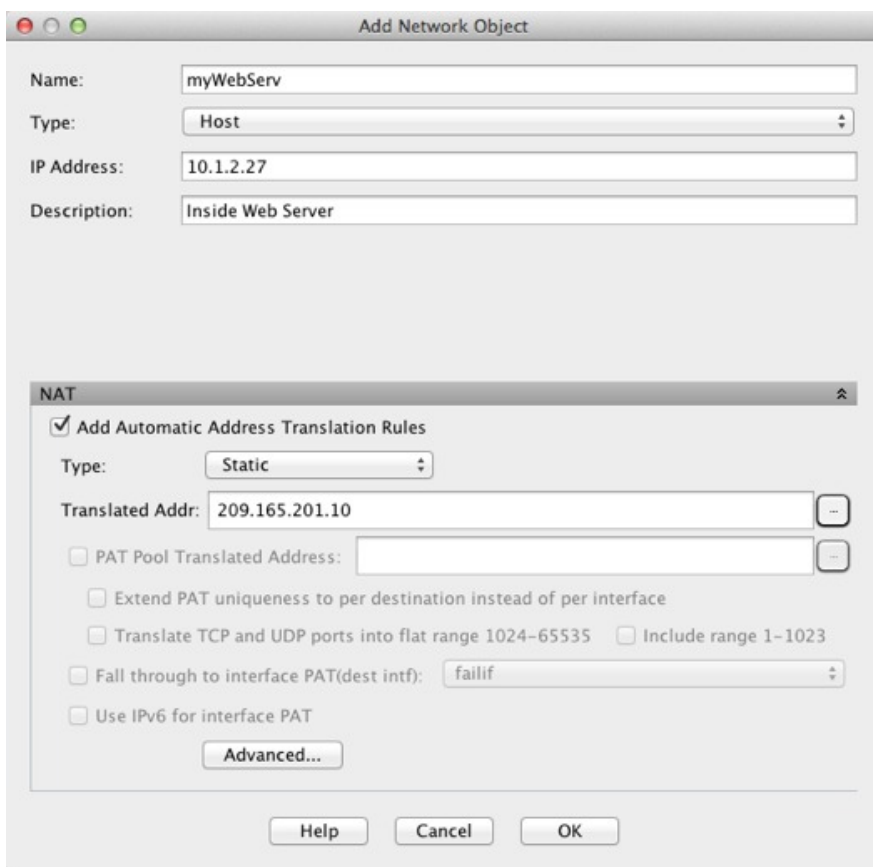 Add Network Object
Name: myWebServ
Type: Host
IP Address: 10.1.2.27
Description: Inside Web Server
NAT
Add Automatic Address Translation Rules
Type: Static
Translated Addr: 209.165.201.10 ...
PAT Pool Translated Address: ...
Extend PAT uniqueness to per destination instead of per interface
Translate TCP and UDP ports into flat range 1024-65535 Include range 1-1023
Fall through to interface PAT(dest intf): failif
Use IPv6 for interface PAT
Advanced...
Help Cancel OK